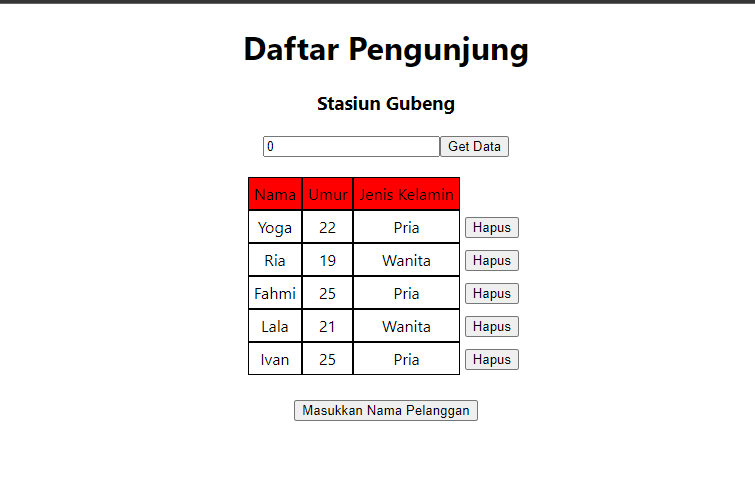 Daftar Pengunjung
Stasiun Gubeng
0 Get Data
Nama Umur Jenis Kelamin
Yoga 22 Pria Hapus
Ria 19 Wanita Hapus
Fahmi 25 Pria Hapus
Lala 21 Wanita Hapus
Ivan 25 Pria Hapus
Masukkan Nama Pelanggan